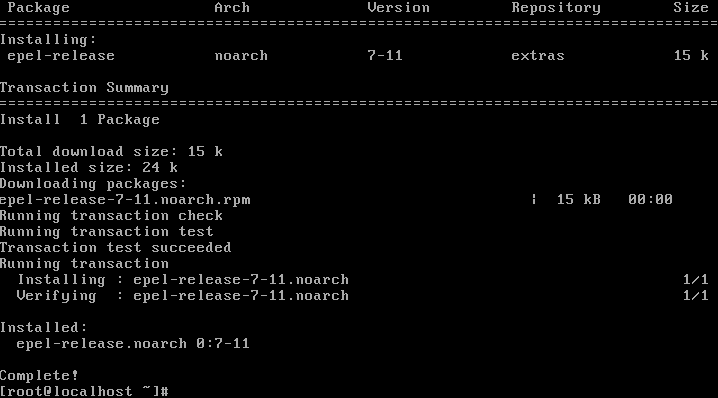 Package Arch Version Repository Size
================================================================================
Installing:
epel-release noarch 7-11 extras 15 k

Transaction Summary
================================================================================
Install  1 Package

Total download size: 15 k
Installed size: 24 k
Downloading packages:
epel-release-7-11.noarch.rpm | 15 kB 00:00
Running transaction check
Running transaction test
Transaction test succeeded
Running transaction
Installing : epel-release-7-11.noarch 1/1
Verifying  : epel-release-7-11.noarch 1/1

Installed:
epel-release.noarch 0:7-11

Complete!
[root@localhost ~]#